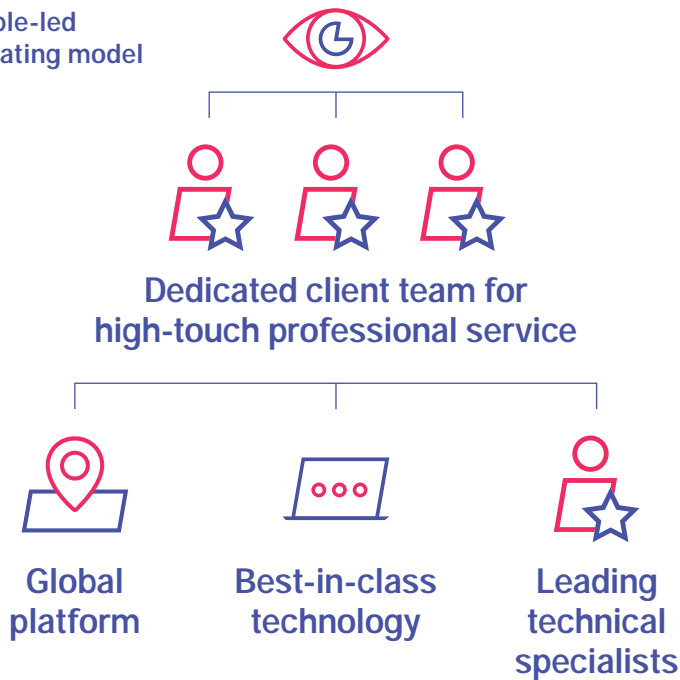 ple-led
ating model
Dedicated client team for
high-touch professional service
Global
platform
Best-in-class
technology
Leading
technical
specialists